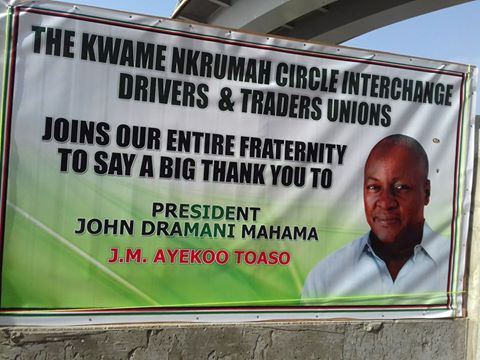 THE KWAME NKRUMAH CIRCLE INTERCHANGE
DRIVERS & TRADERS UNIONS
JOINS OUR ENTIRE FRATERNITY
TO SAY A BIG THANK YOU TO
PRESIDENT
JOHN DRAMANI MAHAMA
J.M. AYEKOO TOASO